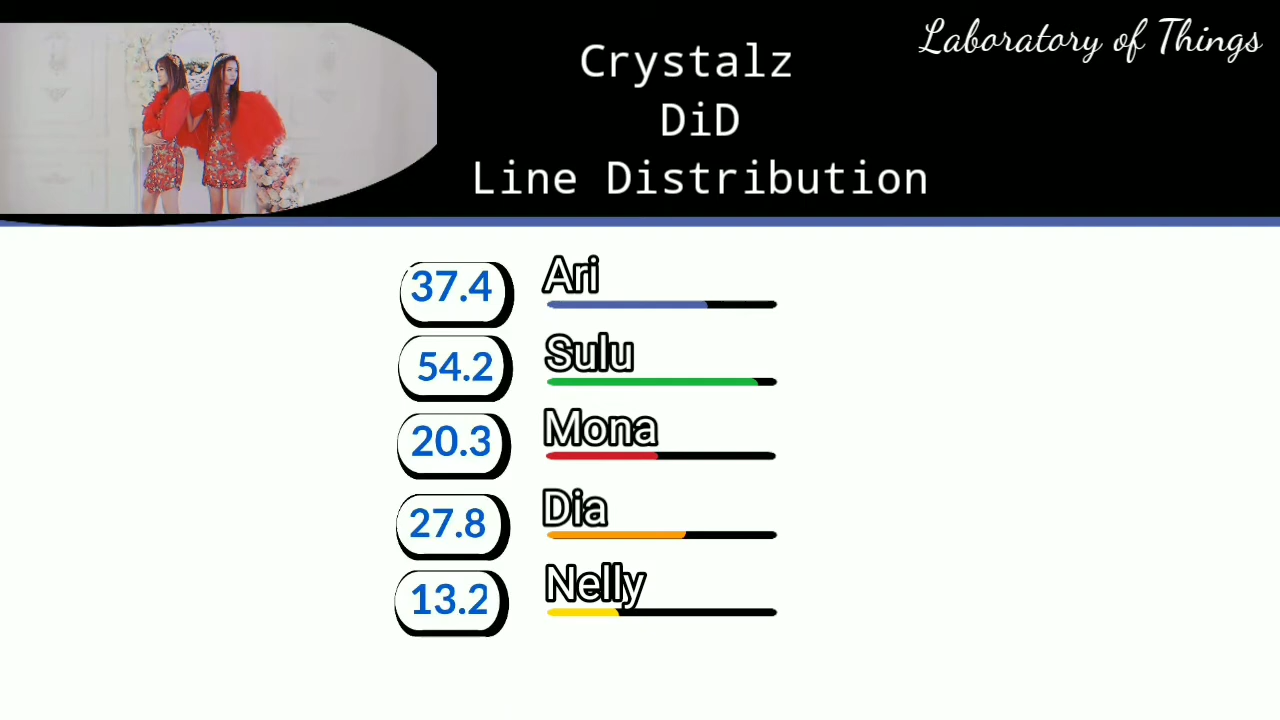 Laboratory of Things
Crystalz
DiD
Line Distribution
37.4 Ari
54.2 Sulu
20.3 Mona
27.8 Dia
13.2 Nelly